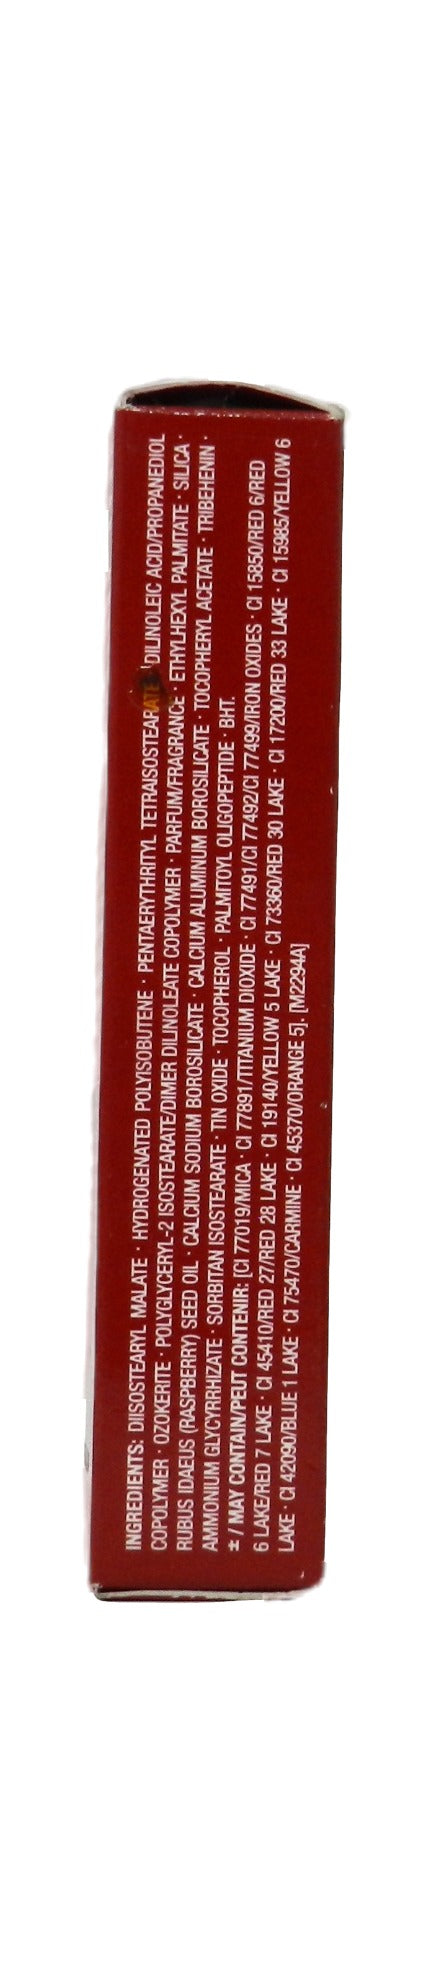 INGREDIENTS: DIISOSTEARYL MALATE · HYDROGENATED POLYISOBUTENE · PENTAERYTHRITYL TETRAISOSTEARATE · DILINOLEIC ACID/PROPANEDIOL
COPOLYMER · OZOKERITE · POLYGLYCERYL-2 ISOSTEARATE/DIMER DILINOLEATE COPOLYMER · PARFUM/FRAGRANCE · ETHYLHEXYL PALMITATE · SILICA ·
RUBUS IDAEUS (RASPBERRY) SEED OIL · CALCIUM SODIUM BOROSILICATE · CALCIUM ALUMINUM BOROSILICATE · TOCOPHERYL ACETATE · TRIBEHENIN ·
AMMONIUM GLYCYRRHIZATE · SORBITAN ISOSTEARATE · TIN OXIDE · TOCOPHEROL · PALMITOYL OLIGOPEPTIDE · BHT.
± / MAY CONTAIN/PEUT CONTENIR: [CI 77019/MICA · CI 77891/TITANIUM DIOXIDE · CI 77491/CI 77492/CI 77499/IRON OXIDES · CI 15850/RED 6/RED
6 LAKE/RED 7 LAKE · CI 45410/RED 27/RED 28 LAKE · CI 19140/YELLOW 5 LAKE · CI 73360/RED 30 LAKE · CI 17200/RED 33 LAKE · CI 15985/YELLOW 6
LAKE · CI 42090/BLUE 1 LAKE · CI 75470/CARMINE · CI 45370/ORANGE 5]. [M2294A]